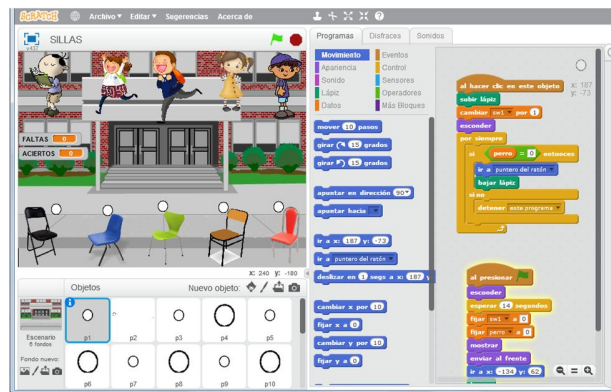 SCRATCH Archivo▼ Editar▼ Sugerencias Acerca de
v437 SILLAS
FALTAS 0
ACIERTOS 0
x: 240 y: -180
Objetos Nuevo objeto:
Escenario
6 fondos
Fondo nuevo:
p1 p2 p3 p4 p5
p6 p7 p8 p9 p10
Programas Disfraces Sonidos
Movimiento Eventos
Apariencia Control
Sonido Sensores
Lápiz Operadores
Datos Más Bloques
mover 10 pasos
girar 15 grados
girar 15 grados
apuntar en dirección 90▼
apuntar hacia
ir a x: 187 y: -73
ir a puntero del ratón
deslizar en 1 segs a x: 187 y
cambiar x por 10
fijar x a 0
cambiar y por 10
fijar y a 0
x: 187
y: -73
al hacer clic en este objeto
subir lápiz
cambiar sw1 por 1
esconder
por siempre
si perro = 0 entonces
ir a puntero del ratón
bajar lápiz
si no
detener este programa
al presionar
esconder
esperar 14 segundos
fijar sw1 a 0
fijar perro a 0
mostrar
enviar al frente
ir a x: -134 y: 62